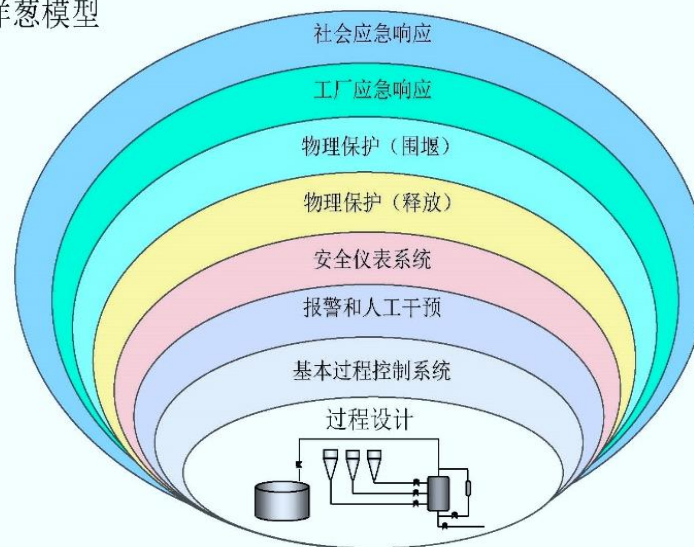 洋葱模型
社会应急响应
工厂应急响应
物理保护（围堰）
物理保护（释放）
安全仪表系统
报警和人工干预
基本过程控制系统
过程设计